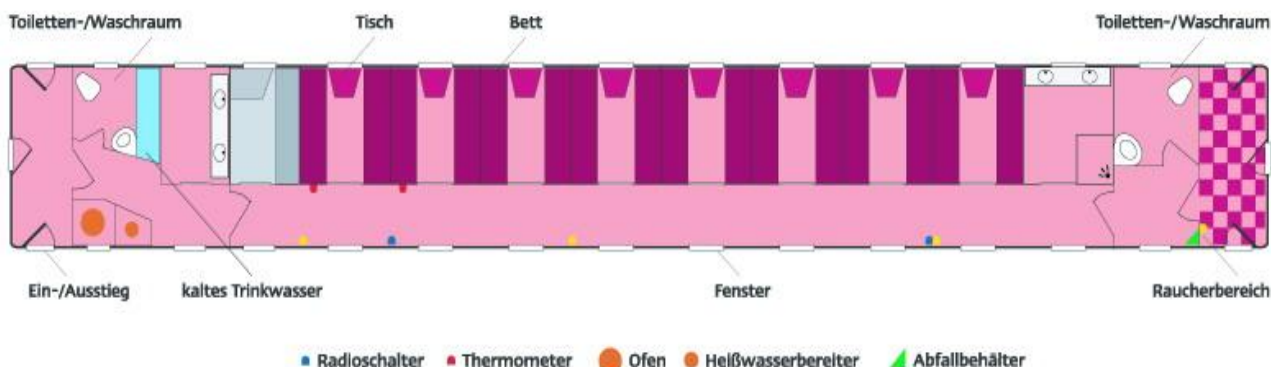 Toiletten-/Waschraum Tisch Bett Toiletten-/Waschraum
Ein-/Ausstieg kaltes Trinkwasser Fenster Raucherbereich
Radioschalter Thermometer Ofen Heißwasserbereiter Abfallbehälter